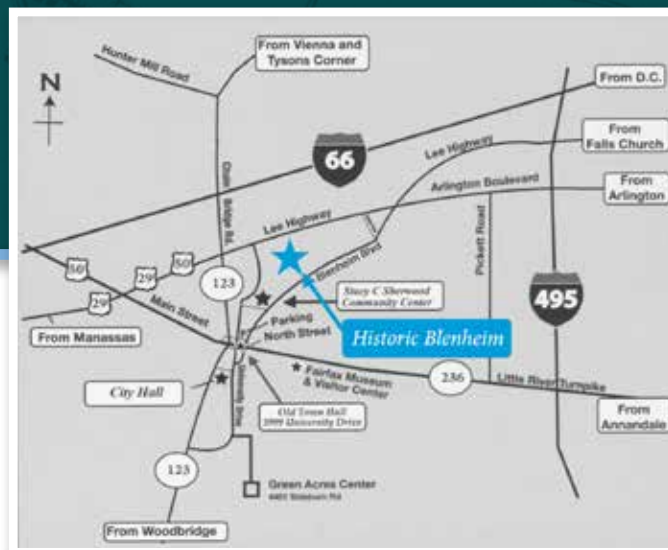 From Vienna and
Tysons Corner
Hunter Mill Road
N
From D.C.
66
From
Falls Church
Lee Highway
Chain Bridge Rd.
Arlington Boulevard
From
Arlington
Lee Highway
Pickett Road
50
29
50
29
123
Blenheim Blvd
Main Street
Stacy C Sherwood
Community Center
495
From Manassas
Parking
North Street
Historic Blenheim
City Hall
Fairfax Museum
& Visitor Center
236
Little River Turnpike
University Drive
Old Town Hall
3999 University Drive
From
Annandale
123
Green Acres Center
4401 Sideburn Rd
From Woodbridge